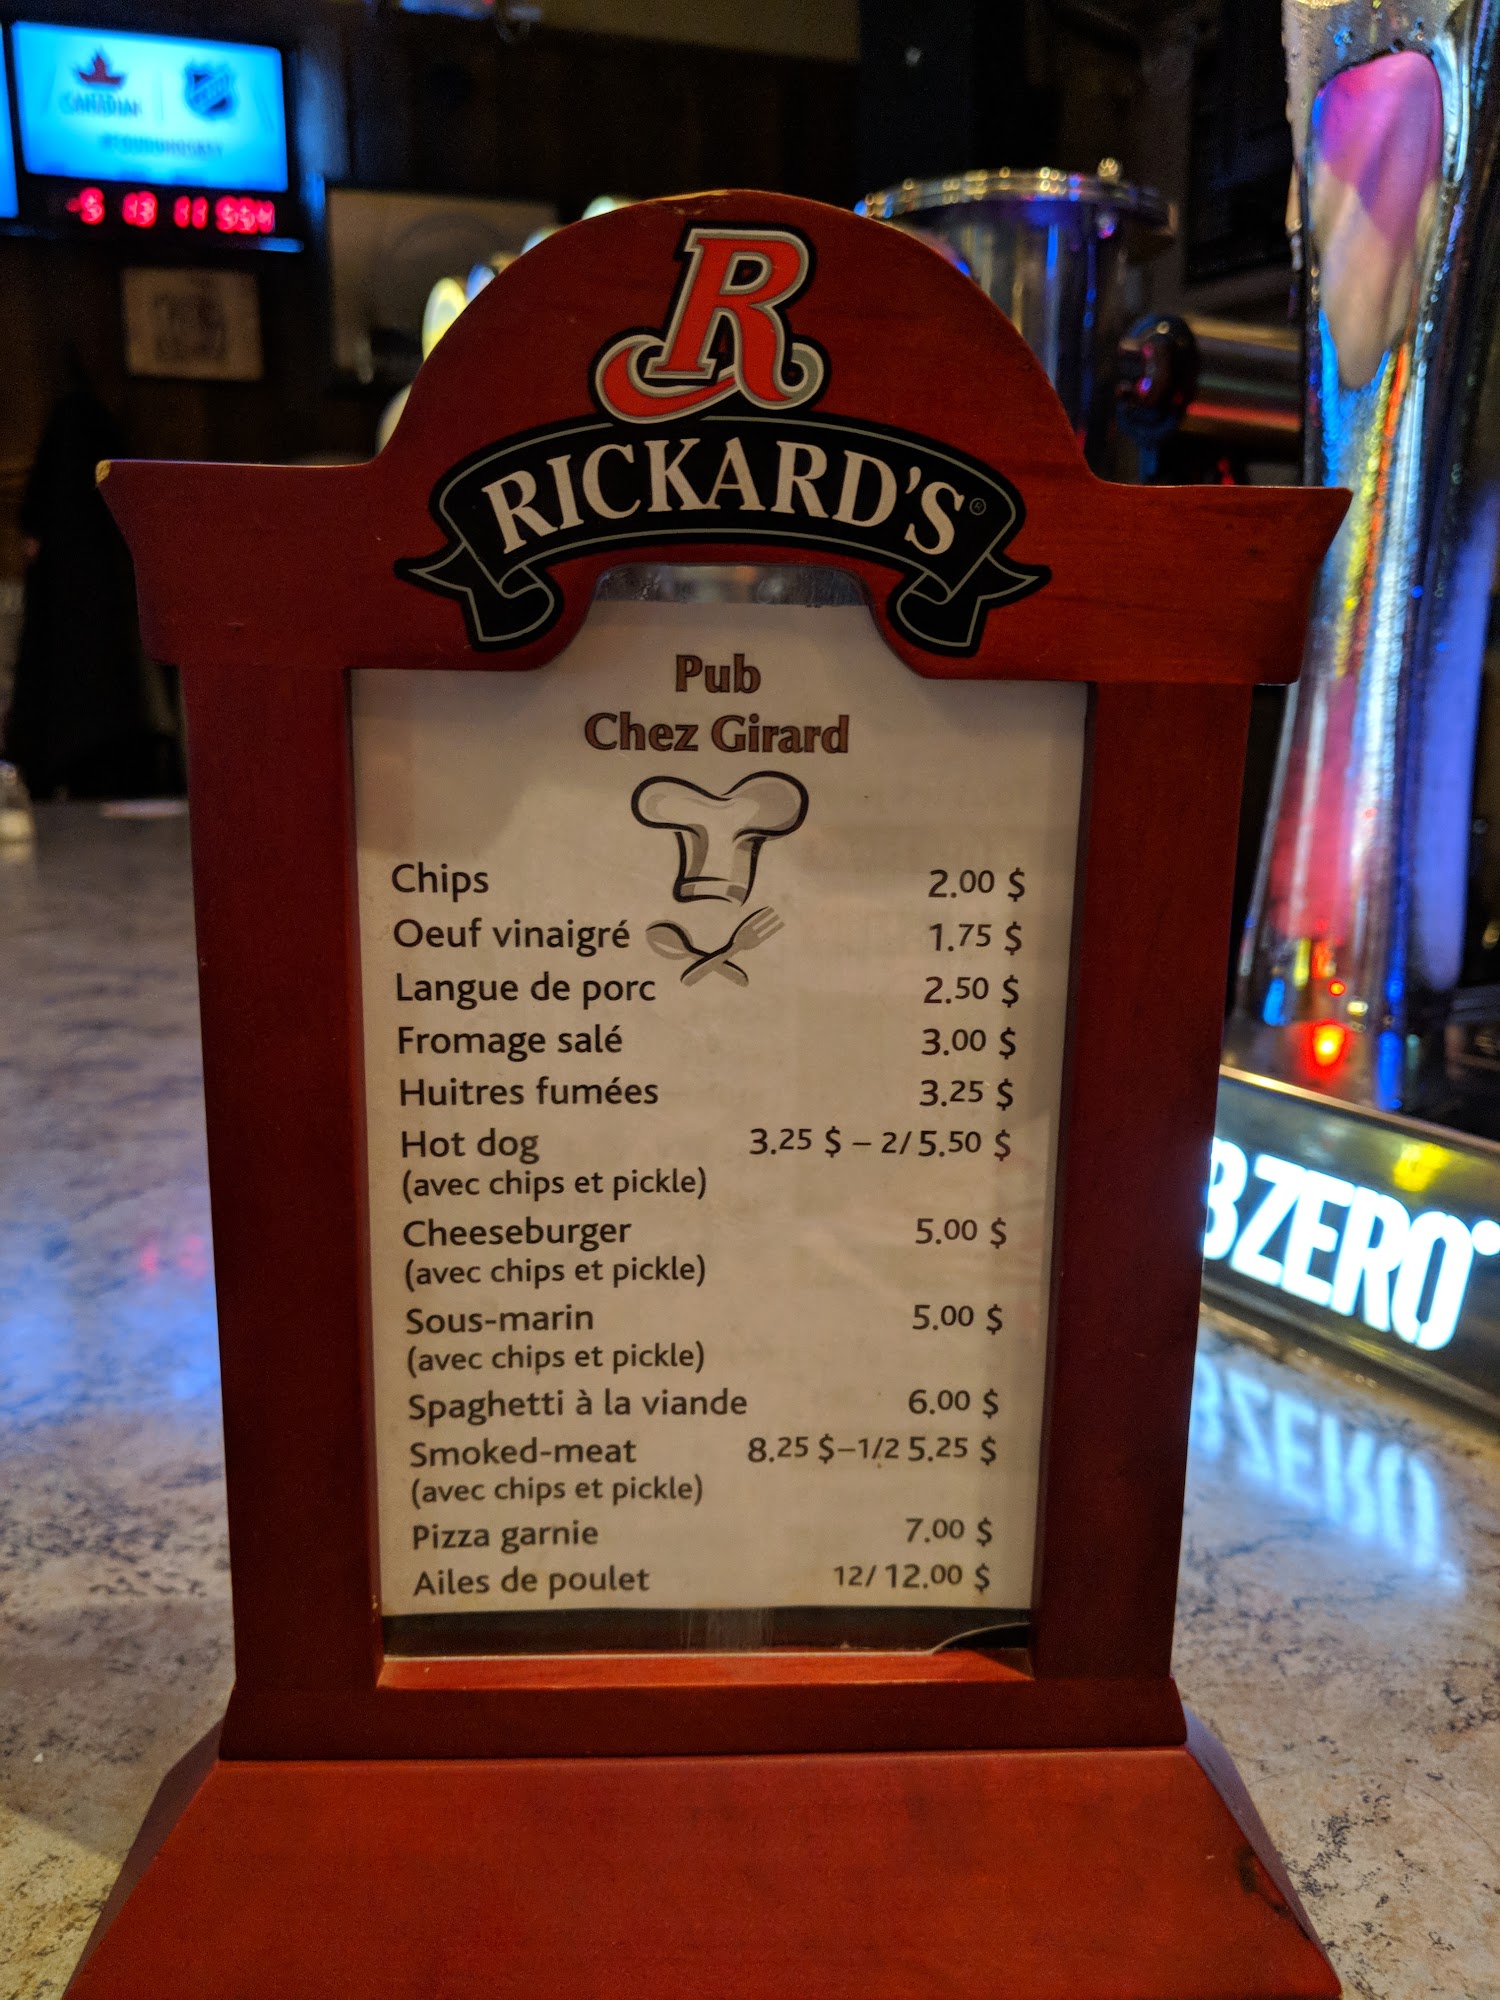 CANADIAN
R
RICKARD'S®
Pub
Chez Girard
Chips 2.00 $
Oeuf vinaigré 1.75 $
Langue de porc 2.50 $
Fromage salé 3.00 $
Huitres fumées 3.25 $
Hot dog 3.25 $ – 2/ 5.50 $
(avec chips et pickle)
Cheeseburger 5.00 $
(avec chips et pickle)
Sous-marin 5.00 $
(avec chips et pickle)
Spaghetti à la viande 6.00 $
Smoked-meat 8.25 $–1/2 5.25 $
(avec chips et pickle)
Pizza garnie 7.00 $
Ailes de poulet 12/ 12.00 $
BZERO°